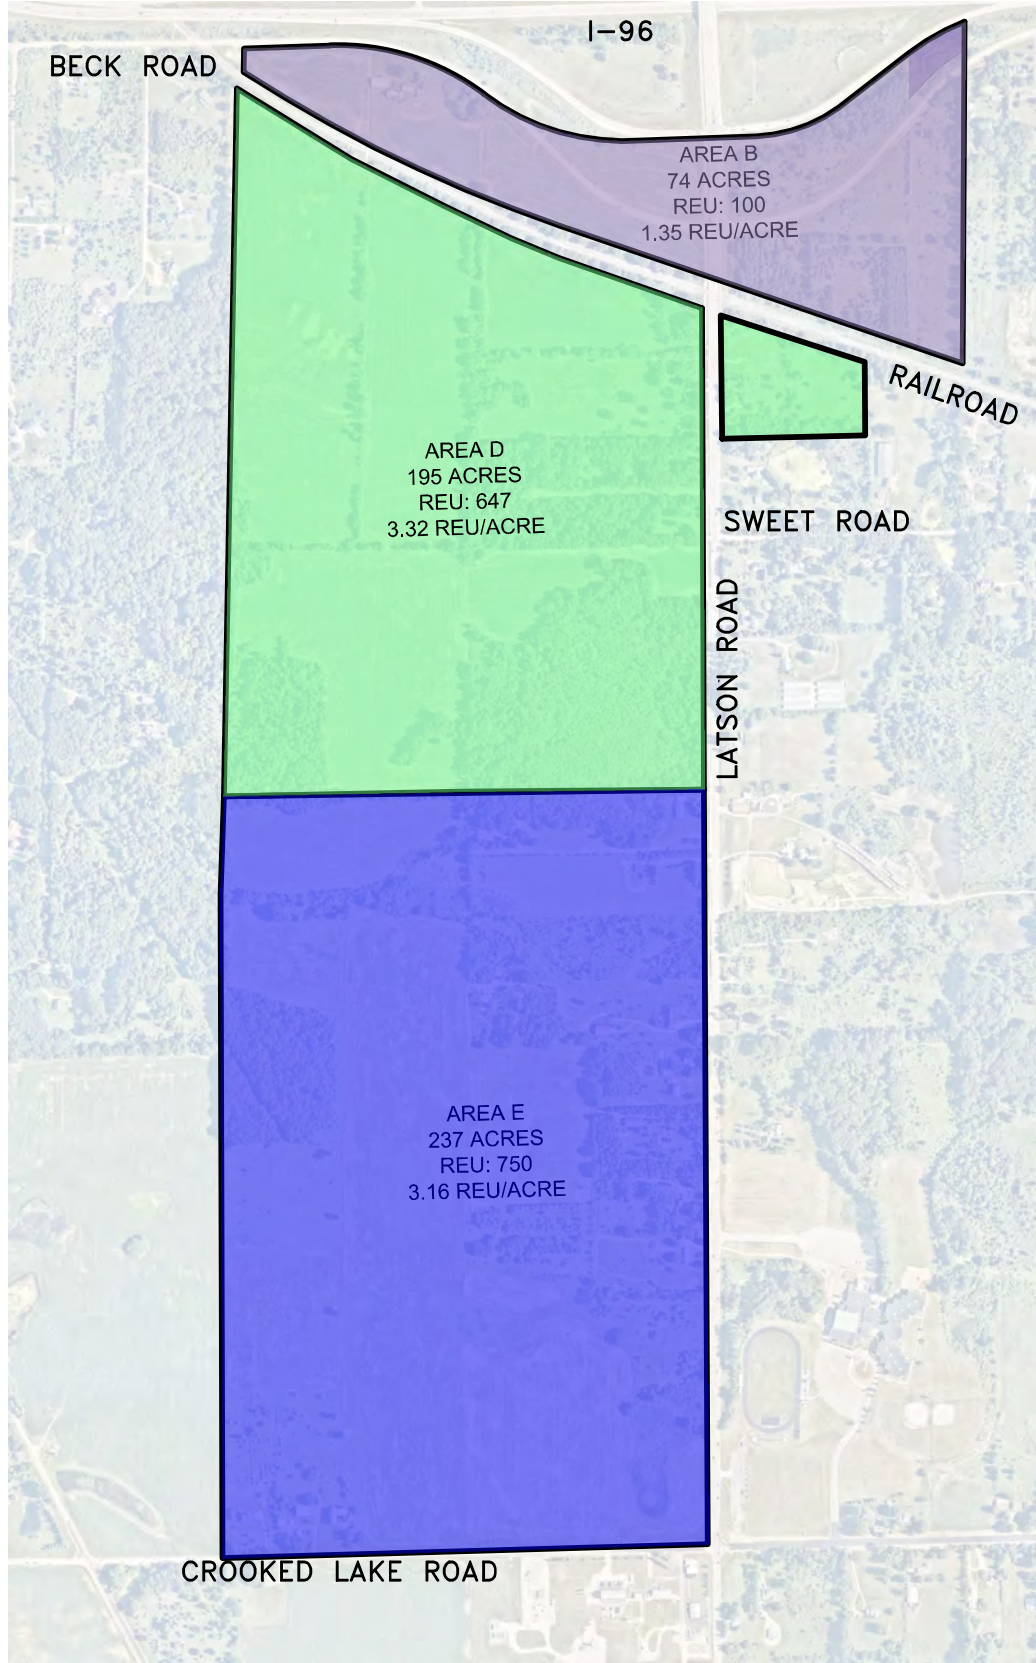 I-96
BECK ROAD
AREA B
74 ACRES
REU: 100
1.35 REU/ACRE
RAILROAD
AREA D
195 ACRES
REU: 647
3.32 REU/ACRE
SWEET ROAD
LATSON ROAD
AREA E
237 ACRES
REU: 750
3.16 REU/ACRE
CROOKED LAKE ROAD